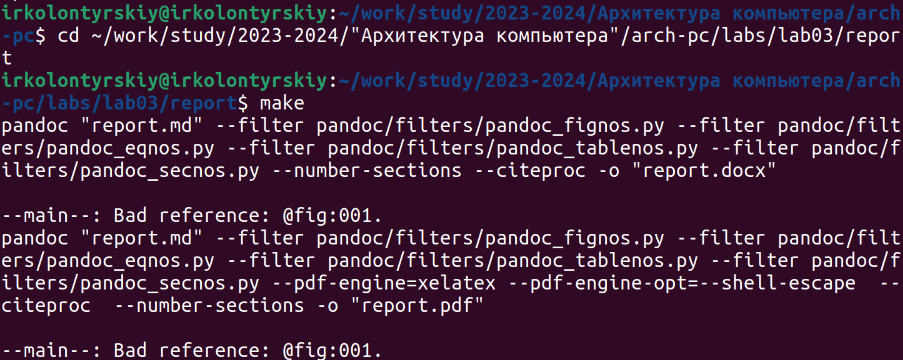 irkolontyrskiy@irkolontyrskiy:~/work/study/2023-2024/Архитектура компьютера/arch
-pc$ cd ~/work/study/2023-2024/"Архитектура компьютера"/arch-pc/labs/lab03/repor
t
irkolontyrskiy@irkolontyrskiy:~/work/study/2023-2024/Архитектура компьютера/arch
-pc/labs/lab03/report$ make
pandoc "report.md" --filter pandoc/filters/pandoc_fignos.py --filter pandoc/filt
ers/pandoc_eqnos.py --filter pandoc/filters/pandoc_tablenos.py --filter pandoc/f
ilters/pandoc_secnos.py --number-sections --citeproc -o "report.docx"
--main--: Bad reference: @fig:001.
pandoc "report.md" --filter pandoc/filters/pandoc_fignos.py --filter pandoc/filt
ers/pandoc_eqnos.py --filter pandoc/filters/pandoc_tablenos.py --filter pandoc/f
ilters/pandoc_secnos.py --pdf-engine=xelatex --pdf-engine-opt=--shell-escape  --
citeproc  --number-sections -o "report.pdf"
--main--: Bad reference: @fig:001.